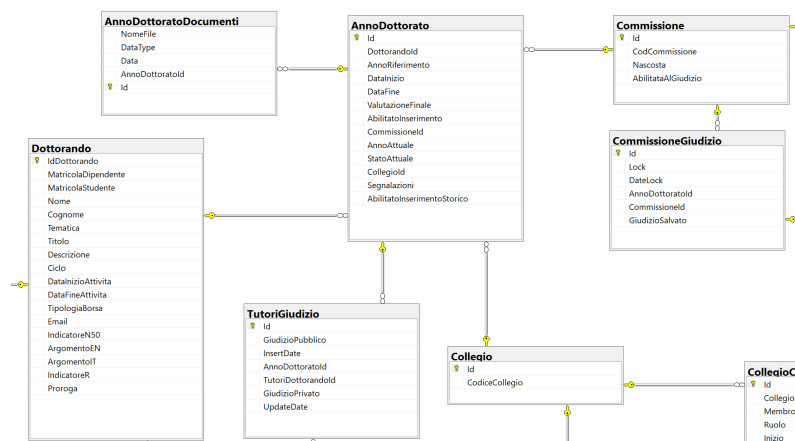 AnnoDottoratoDocumenti
NomeFile
DataType
Data
AnnoDottoratoId
Id
AnnoDottorato
Id
DottorandoId
AnnoRiferimento
DataInizio
DataFine
ValutazioneFinale
AbilitatoInserimento
CommissioneId
AnnoAttuale
StatoAttuale
CollegioId
Segnalazioni
AbilitatoInserimentoStorico
Commissione
Id
CodCommissione
Nascosta
AbilitataAlGiudizio
CommissioneGiudizio
Id
Lock
DateLock
AnnoDottoratoId
CommissioneId
GiudizioSalvato
Dottorando
IdDottorando
MatricolaDipendente
MatricolaStudente
Nome
Cognome
Tematica
Titolo
Descrizione
Ciclo
DataInizioAttivita
DataFineAttivita
TipologiaBorsa
Email
IndicatoreN50
ArgomentoEN
ArgomentoIT
IndicatoreR
Proroga
TutoriGiudizio
Id
GiudizioPubblico
InsertDate
AnnoDottoratoId
TutoriDottorandoId
GiudizioPrivato
UpdateDate
Collegio
Id
CodiceCollegio
CollegioC
Id
Collegio
Membro
Ruolo
Inizio